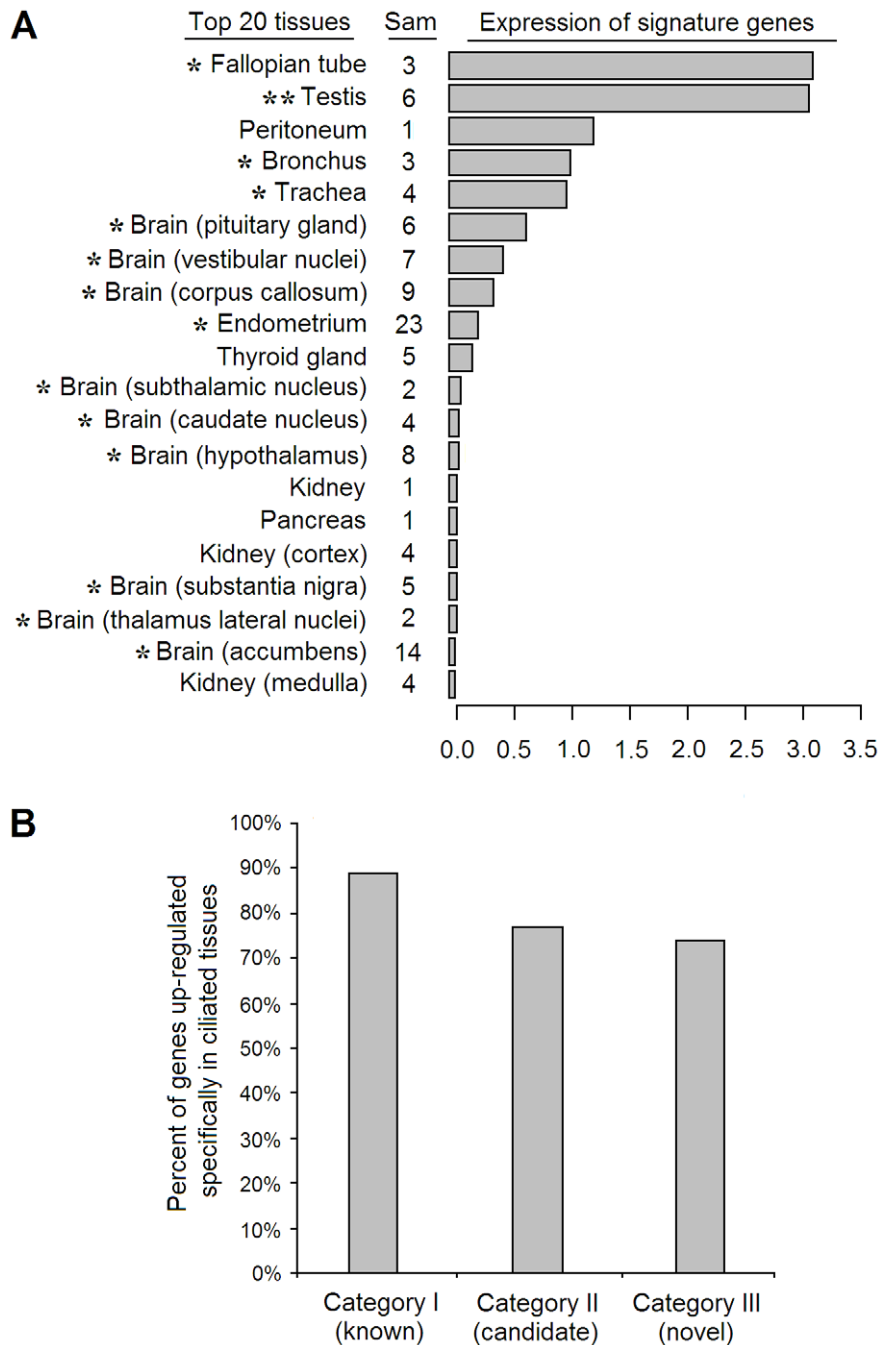 A
Top 20 tissues Sam Expression of signature genes
* Fallopian tube 3
** Testis 6
Peritoneum 1
* Bronchus 3
* Trachea 4
* Brain (pituitary gland) 6
* Brain (vestibular nuclei) 7
* Brain (corpus callosum) 9
* Endometrium 23
Thyroid gland 5
* Brain (subthalamic nucleus) 2
* Brain (caudate nucleus) 4
* Brain (hypothalamus) 8
Kidney 1
Pancreas 1
Kidney (cortex) 4
* Brain (substantia nigra) 5
* Brain (thalamus lateral nuclei) 2
* Brain (accumbens) 14
Kidney (medulla) 4
0.0 0.5 1.0 1.5 2.0 2.5 3.0 3.5
B
Percent of genes up-regulated
specifically in ciliated tissues
100%
90%
80%
70%
60%
50%
40%
30%
20%
10%
0%
Category I Category II Category III
(known) (candidate) (novel)